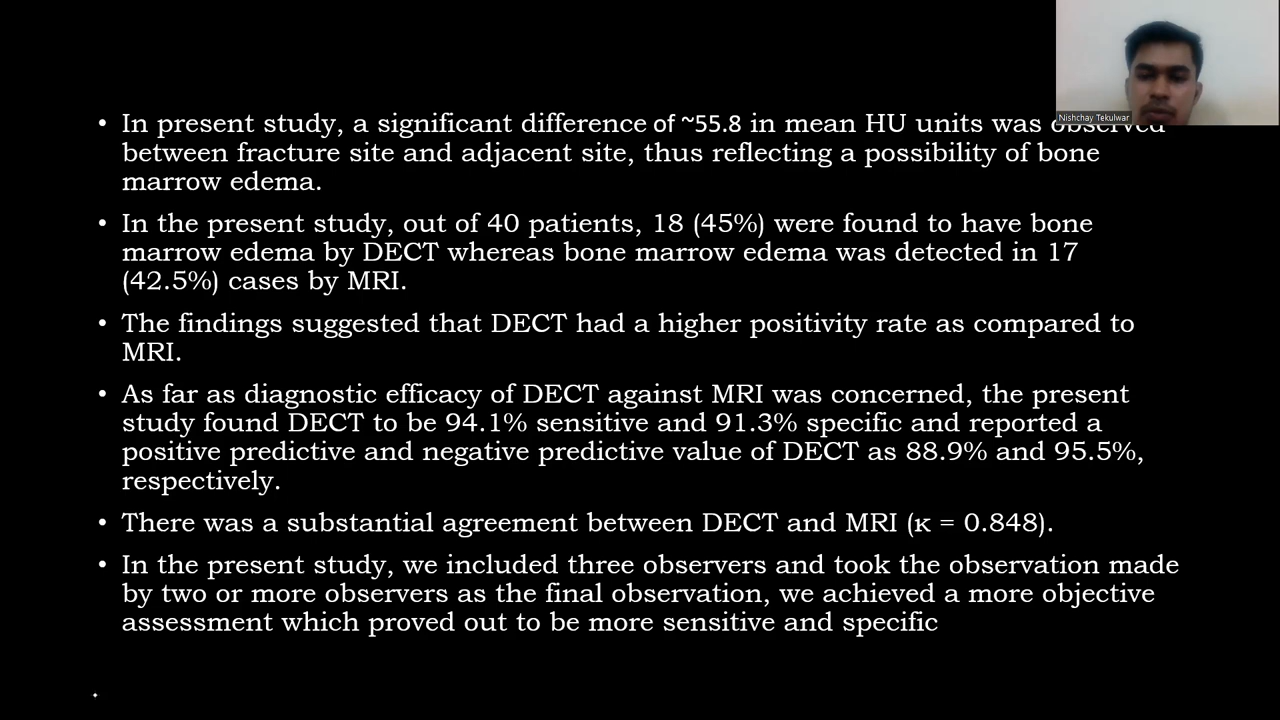 • In present study, a significant difference of ~55.8 in mean HU units was observed
between fracture site and adjacent site, thus reflecting a possibility of bone
marrow edema.
• In the present study, out of 40 patients, 18 (45%) were found to have bone
marrow edema by DECT whereas bone marrow edema was detected in 17
(42.5%) cases by MRI.
• The findings suggested that DECT had a higher positivity rate as compared to
MRI.
• As far as diagnostic efficacy of DECT against MRI was concerned, the present
study found DECT to be 94.1% sensitive and 91.3% specific and reported a
positive predictive and negative predictive value of DECT as 88.9% and 95.5%,
respectively.
• There was a substantial agreement between DECT and MRI (κ = 0.848).
• In the present study, we included three observers and took the observation made
by two or more observers as the final observation, we achieved a more objective
assessment which proved out to be more sensitive and specific
Nishchay Tekulwar